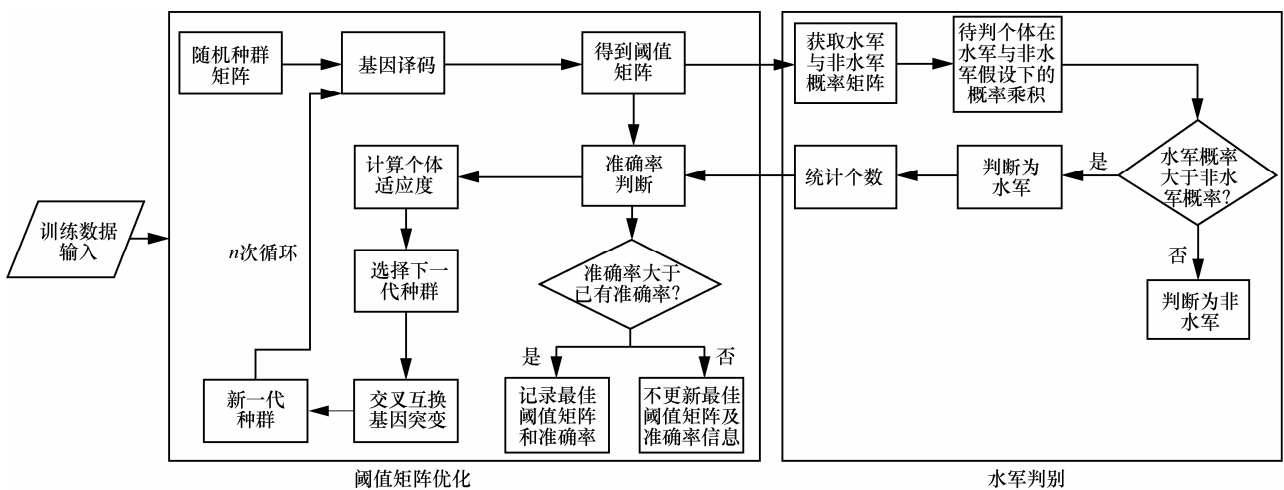 训练数据
输入
随机种群
矩阵
基因译码
得到阈值
矩阵
计算个体
适应度
准确率
判断
n次循环
选择下一
代种群
准确率大于
已有准确率?
是
否
新一代
种群
交叉互换
基因突变
记录最佳
阈值矩阵
和准确率
不更新最佳
阈值矩阵及
准确率信息
阈值矩阵优化
获取水军
与非水军
概率矩阵
待判个体在
水军与非水
军假设下的
概率乘积
统计个数
判断为
水军
是
水军概率
大于非水
军概率?
否
判断为非
水军
水军判别